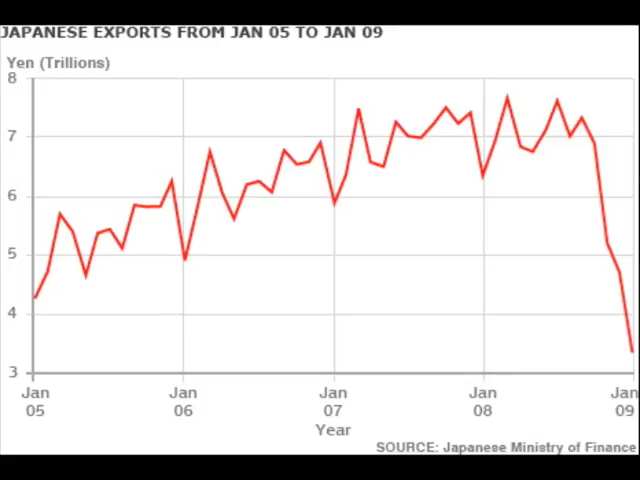 JAPANESE EXPORTS FROM JAN 05 TO JAN 09
Yen (Trillions)
8
7
6
5
4
3
Jan Jan Jan Jan Jan
05 06 07 08 09
Year
SOURCE: Japanese Ministry of Finance